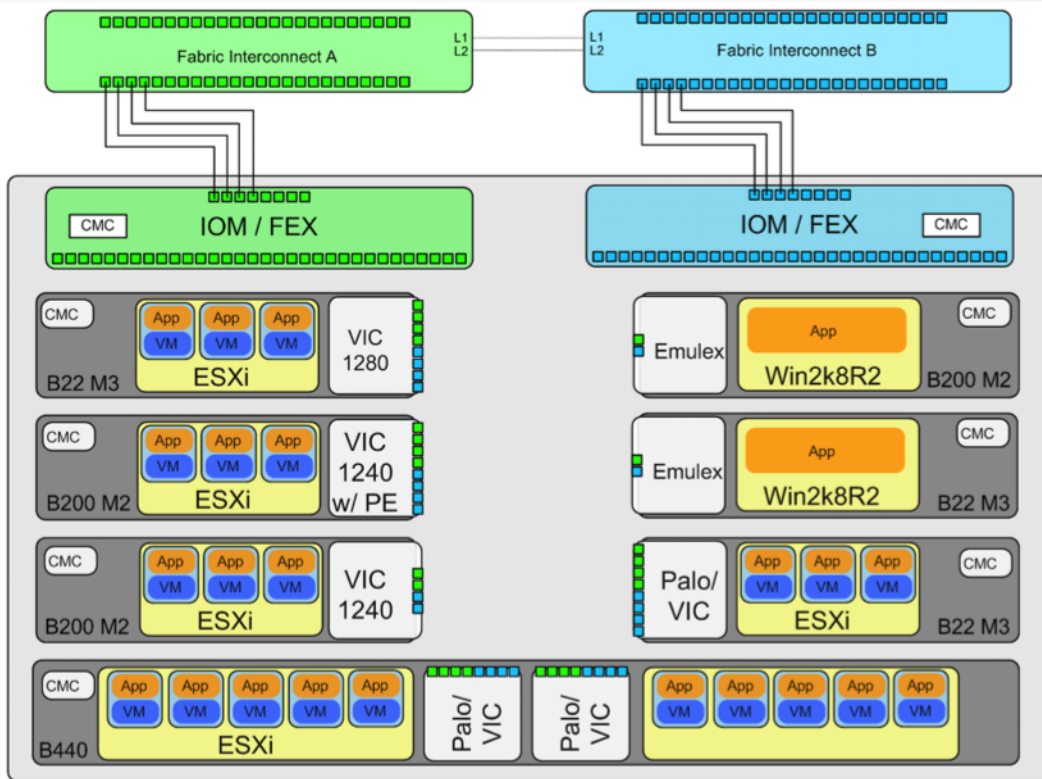 Fabric Interconnect A
L1
L2
L1
L2
Fabric Interconnect B
CMC
IOM / FEX
IOM / FEX
CMC
CMC
App
App
App
VM
VM
VM
ESXi
B22 M3
VIC
1280
Emulex
App
Win2k8R2
CMC
B200 M2
CMC
App
App
App
VM
VM
VM
ESXi
B200 M2
VIC
1240
w/ PE
Emulex
App
Win2k8R2
CMC
B22 M3
CMC
App
App
App
VM
VM
VM
ESXi
B200 M2
VIC
1240
Palo/
VIC
App
App
App
VM
VM
VM
ESXi
CMC
B22 M3
CMC
B440
App
App
App
App
App
VM
VM
VM
VM
VM
ESXi
Palo/
VIC
Palo/
VIC
App
App
App
App
App
VM
VM
VM
VM
VM